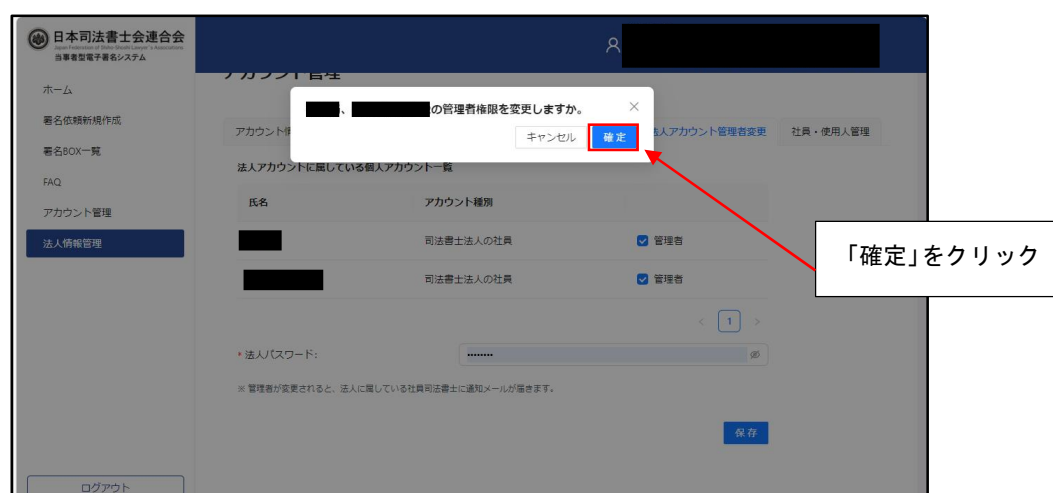 日本司法書士会連合会
Japan Federation of Shiho-Shoshi Lawyer's Associations
当事者型電子署名システム
ホーム
署名依頼新規作成
署名BOX一覧
FAQ
アカウント管理
法人情報管理
ログアウト
アカウント管理
、 の管理者権限を変更しますか。
キャンセル
確定
アカウント情
法人アカウント管理者変更
社員・使用人管理
法人アカウントに属している個人アカウント一覧
氏名 アカウント種別
司法書士法人の社員 管理者
司法書士法人の社員 管理者
< 1 >
* 法人パスワード: ••••••••
※ 管理者が変更されると、法人に属している社員司法書士に通知メールが届きます。
保存
「確定」をクリック